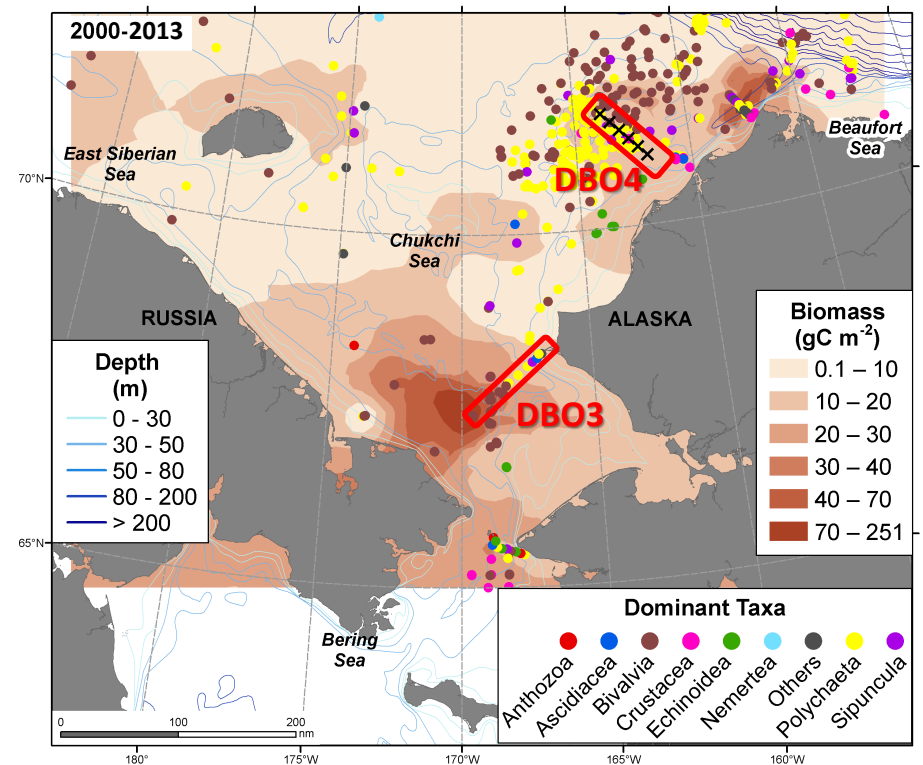 2000-2013
East Siberian
Sea
Beaufort
Sea
DBO4
70°N
Chukchi
Sea
RUSSIA
ALASKA
Depth
(m)
0 - 30
30 - 50
50 - 80
80 - 200
> 200
Biomass
(gC m-2)
0.1 – 10
10 – 20
20 – 30
30 – 40
40 – 70
70 – 251
DBO3
65°N
Bering
Sea
Dominant Taxa
Anthozoa
Ascidiacea
Bivalvia
Crustacea
Echinoidea
Nemertea
Others
Polychaeta
Sipuncula
0 100 200
nm
180° 175°W 170°W 165°W 160°W